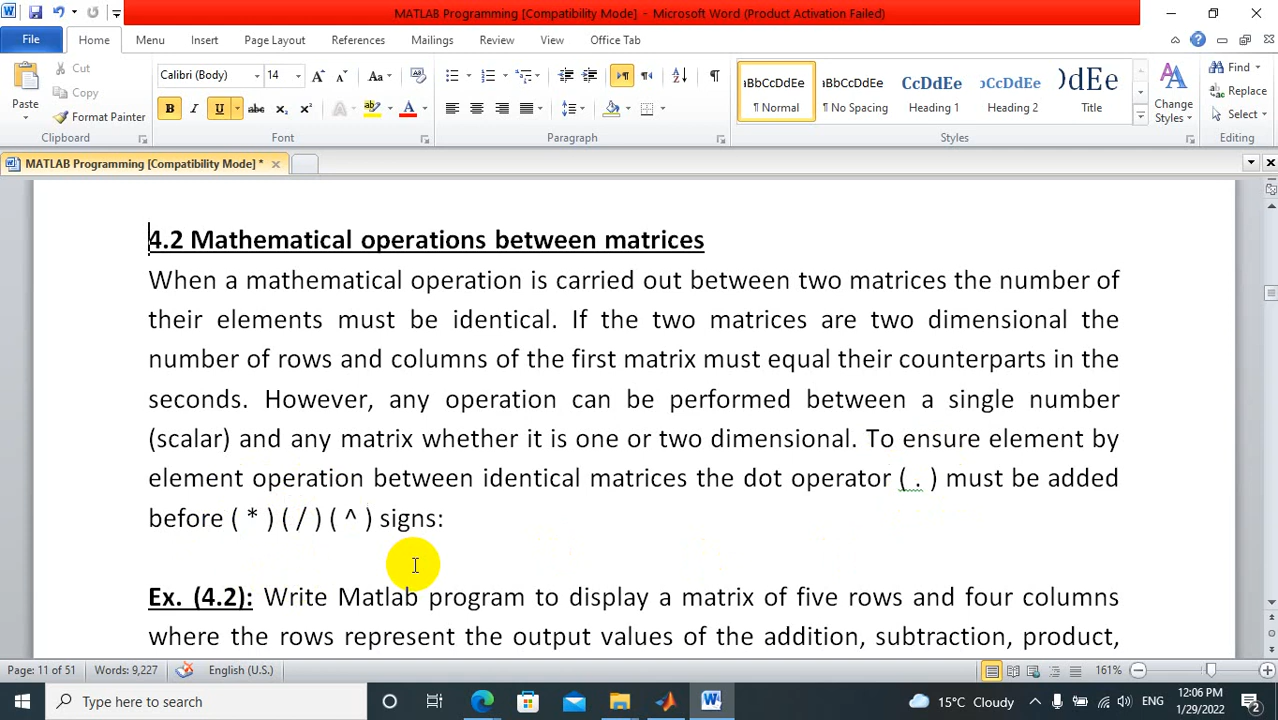 MATLAB Programming [Compatibility Mode] - Microsoft Word (Product Activation Failed)
File Home Menu Insert Page Layout References Mailings Review View Office Tab
Paste Cut Copy Format Painter
Calibri (Body) 14
AaBbCcDdEe AaBbCcDdEe CcDdEe CcDdEe
¶ Normal ¶ No Spacing Heading 1 Heading 2 Title
Change Styles
Find Replace Select
Clipboard Font Paragraph Styles Editing
MATLAB Programming [Compatibility Mode] *
4.2 Mathematical operations between matrices
When a mathematical operation is carried out between two matrices the number of
their elements must be identical. If the two matrices are two dimensional the
number of rows and columns of the first matrix must equal their counterparts in the
seconds. However, any operation can be performed between a single number
(scalar) and any matrix whether it is one or two dimensional. To ensure element by
element operation between identical matrices the dot operator ( . ) must be added
before ( * ) ( / ) ( ^ ) signs:
Ex. (4.2): Write Matlab program to display a matrix of five rows and four columns
where the rows represent the output values of the addition, subtraction, product,
Page: 11 of 51 Words: 9,227 English (U.S.) 161%
Type here to search 15°C Cloudy ENG 12:06 PM
1/29/2022